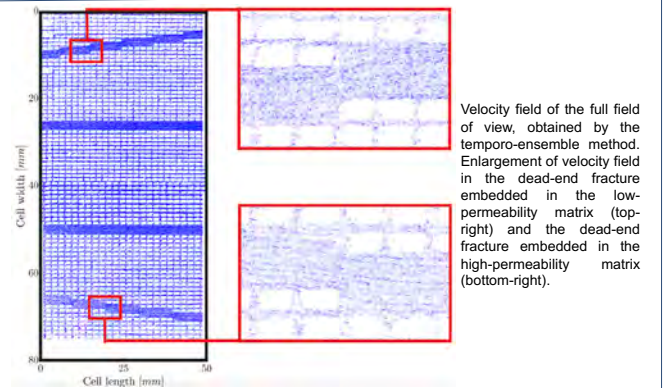 0
20
40
60
80
Cell width [mm]
0
25
50
Cell length [mm]
Velocity field of the full field
of view, obtained by the
temporo-ensemble method.
Enlargement of velocity field
in the dead-end fracture
embedded in the low-
permeability matrix (top-
right) and the dead-end
fracture embedded in the
high-permeability matrix
(bottom-right).